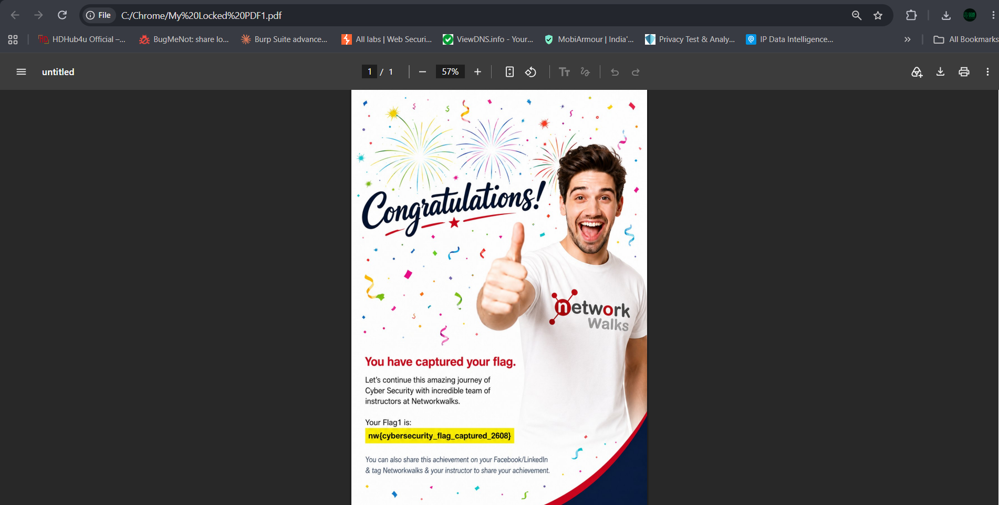 File C:/Chrome/My%20Locked%20PDF1.pdf
HDHub4u Official –... BugMeNot: share lo... Burp Suite advance... All labs | Web Securi... ViewDNS.info - Your... MobiArmour | India'... Privacy Test & Analy... IP Data Intelligence... » All Bookmarks
untitled 1 / 1 57%
Congratulations!
network
Walks
You have captured your flag.
Let's continue this amazing journey of
Cyber Security with incredible team of
instructors at Networkwalks.
Your Flag1 is:
nw{cybersecurity_flag_captured_2608}
You can also share this achievement on your Facebook/LinkedIn
& tag Networkwalks & your instructor to share your achievement.